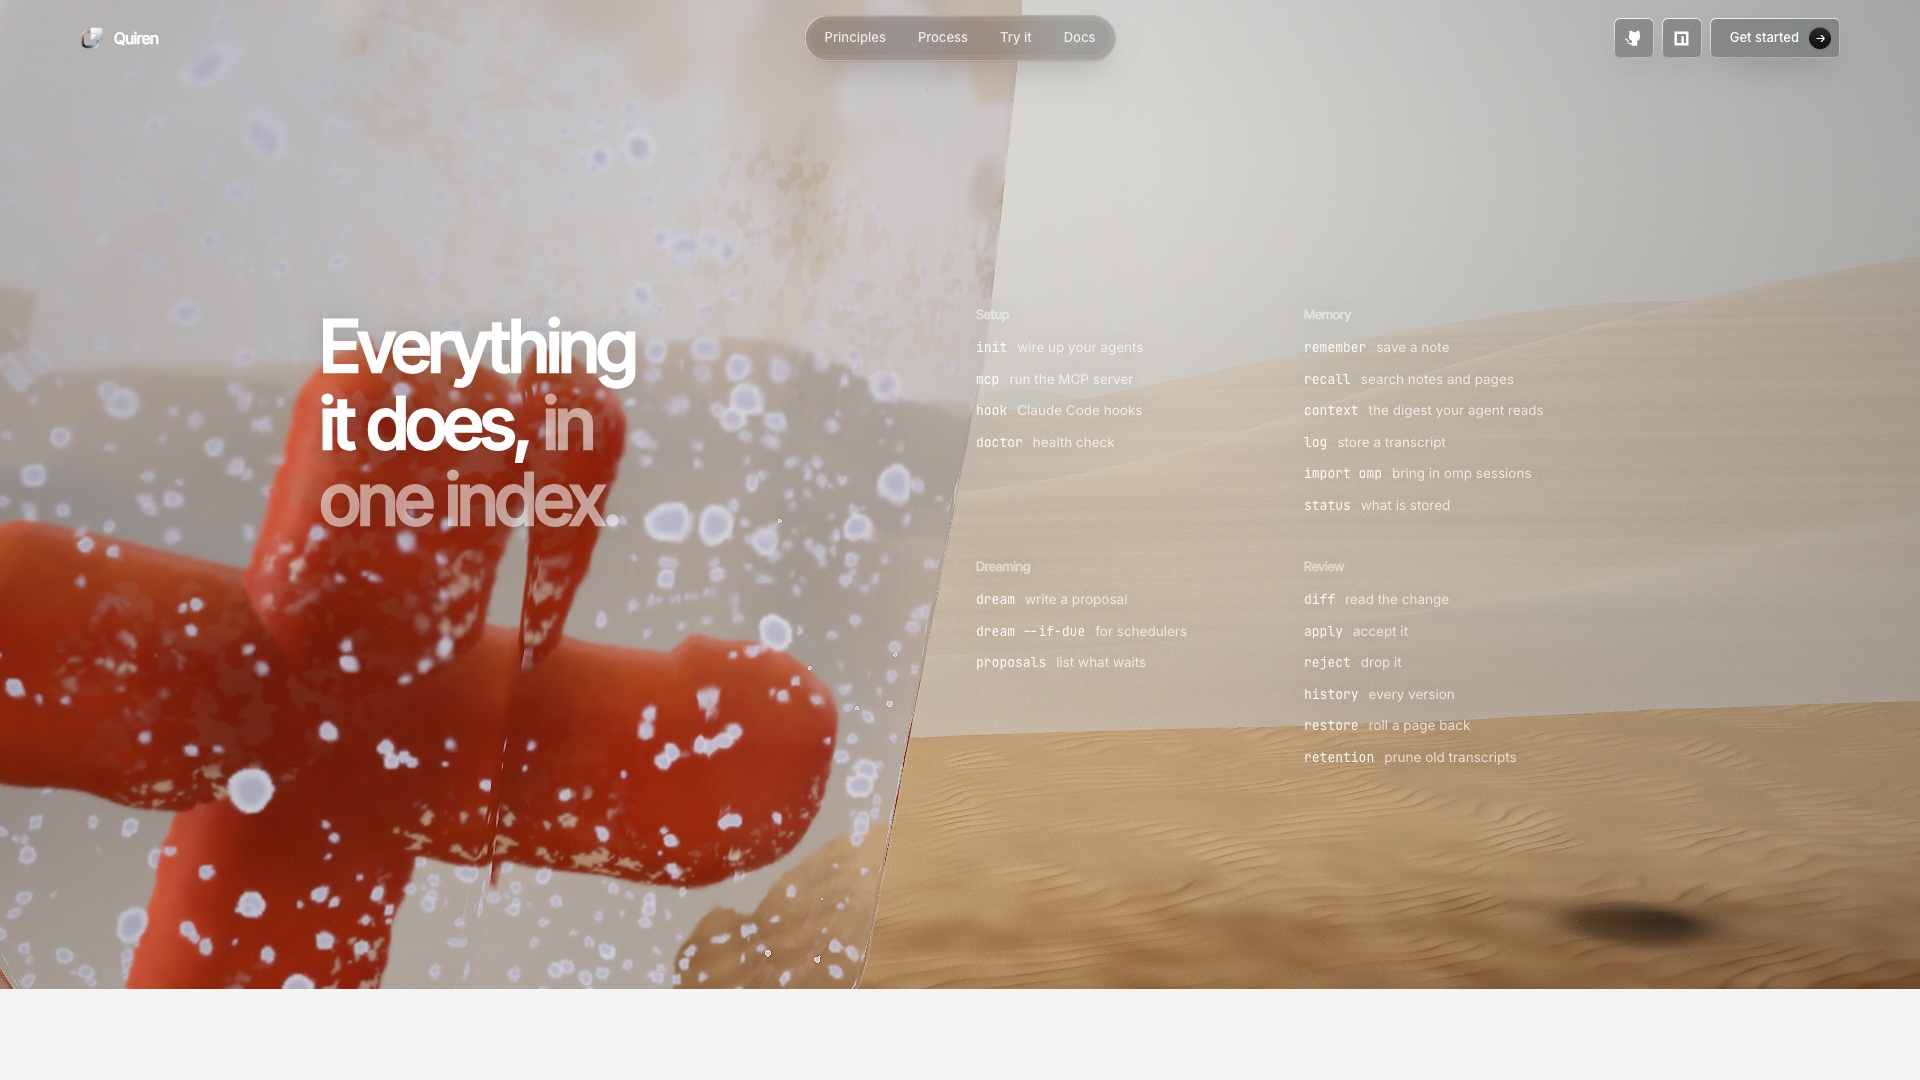 Quiren
Principles Process Try it Docs
Get started
Everything
it does, in
one index.
Setup
init wire up your agents
mcp run the MCP server
hook Claude Code hooks
doctor health check
Memory
remember save a note
recall search notes and pages
context the digest your agent reads
log store a transcript
import omp bring in omp sessions
status what is stored
Dreaming
dream write a proposal
dream --if-due for schedulers
proposals list what waits
Review
diff read the change
apply accept it
reject drop it
history every version
restore roll a page back
retention prune old transcripts